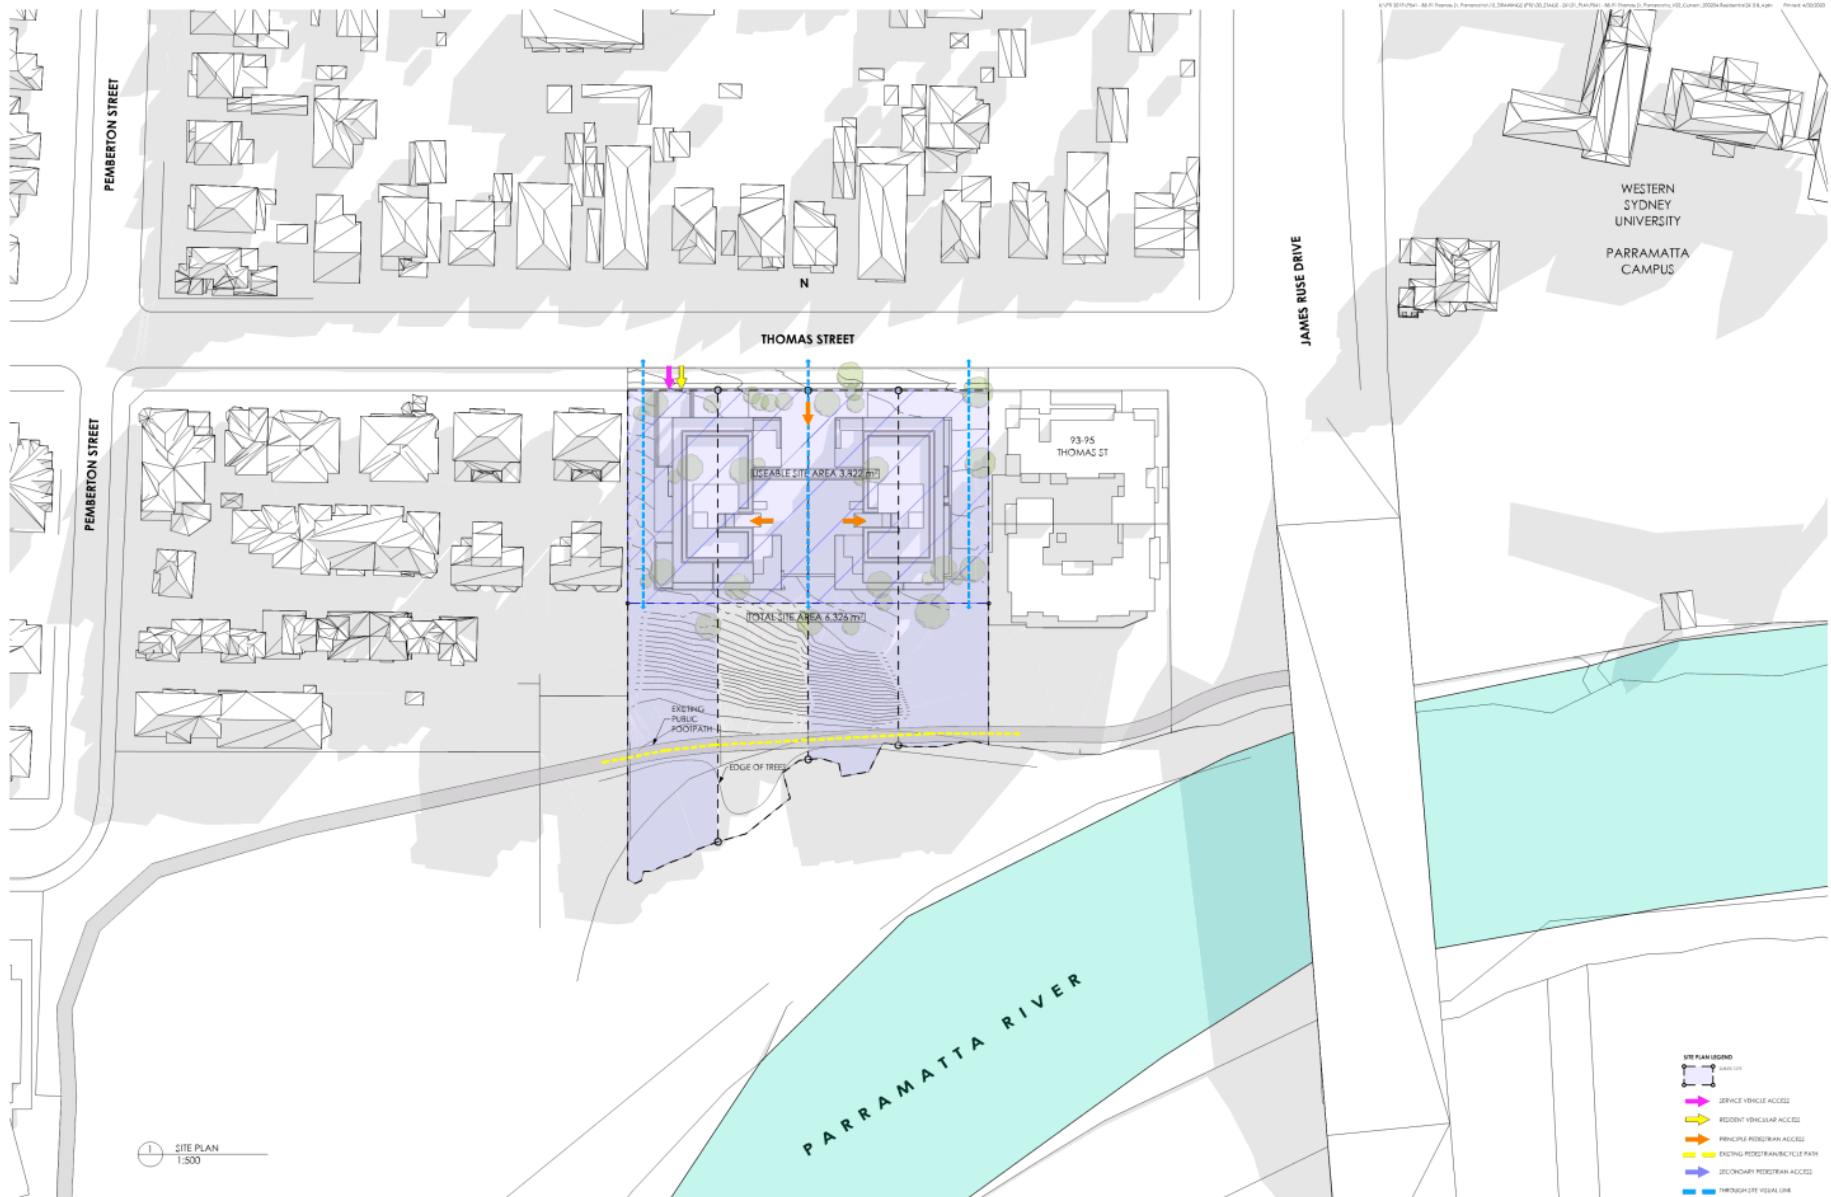 PEMBERTON STREET
WESTERN
SYDNEY
UNIVERSITY
PARRAMATTA
CAMPUS
JAMES RUSE DRIVE
N
THOMAS STREET
PEMBERTON STREET
93-95
THOMAS ST
USEABLE SITE AREA 3,822 m²
TOTAL SITE AREA 6,326 m²
EXISTING
PUBLIC
FOOTPATH
EDGE OF TREES
PARRAMATTA RIVER
1
SITE PLAN
1:500
SITE PLAN LEGEND
SERVICE VEHICLE ACCESS
RESIDENT VEHICULAR ACCESS
PRINCIPLE PEDESTRIAN ACCESS
EXISTING PEDESTRIAN/BICYCLE PATH
SECONDARY PEDESTRIAN ACCESS
THROUGH SITE VISUAL LINK